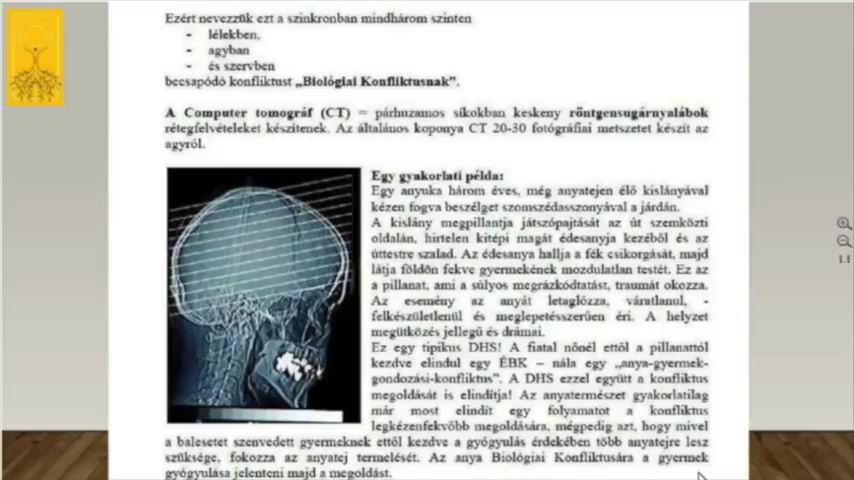 Ezért nevezzük ezt a szinkronban mindhárom szinten
- lélekben,
- agyban
- és szervben
becsapódó konfliktust „Biológiai Konfliktusnak”.
A Computer tomográf (CT) = párhuzamos síkokban keskeny röntgensugárnyalábok
rétegfelvételeket készítenek. Az általános koponya CT 20-30 fotográfiai metszetet készít az
agyról.
Egy gyakorlati példa:
Egy anyuka három éves, még anyatejen élő kislányával
kézen fogva beszélget szomszédasszonyával a járdán.
A kislány megpillantja játszópajtását az út szemközti
oldalán, hirtelen kitépi magát édesanyja kezéből és az
úttestre szalad. Az édesanya hallja a fék csikorgását, majd
látja földön fekve gyermekének mozdulatlan testét. Ez az
a pillanat, ami a súlyos megrázkódtatást, traumát okozza.
Az esemény az anyát letaglózza, váratlanul, -
felkészületlenül és meglepetésszerűen éri. A helyzet
megütközés jellegű és drámai.
Ez egy tipikus DHS! A fiatal nőnél ettől a pillanattól
kezdve elindul egy ÉBK – nála egy „anya-gyermek-
gondozási-konfliktus”. A DHS ezzel együtt a konfliktus
megoldását is elindítja! Az anyatermészet gyakorlatilag
már most elindít egy folyamatot a konfliktus
legkézenfekvőbb megoldására, mégpedig azt, hogy mivel
a balesetet szenvedett gyermeknek ettől kezdve a gyógyulás érdekében több anyatejre lesz
szüksége, fokozza az anyatej termelését. Az anya Biológiai Konfliktusára a gyermek
gyógyulása jelenteni majd a megoldást.
1.1